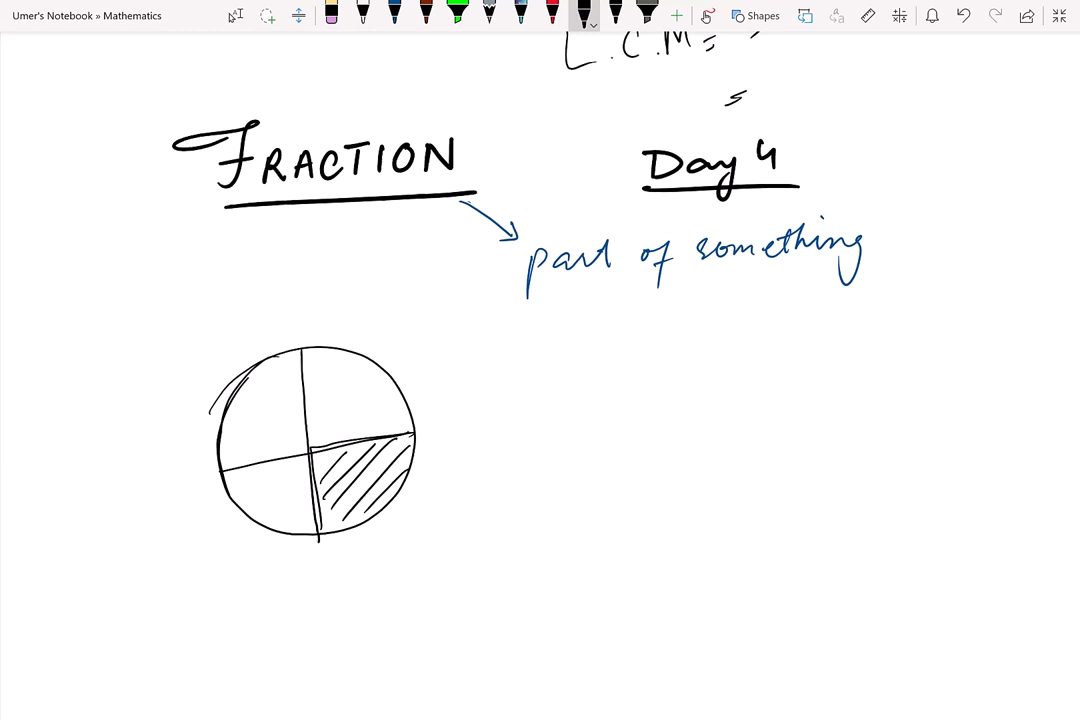 Umer's Notebook » Mathematics
Shapes
L.C.M =
=
FRACTION
Day 4
part of something